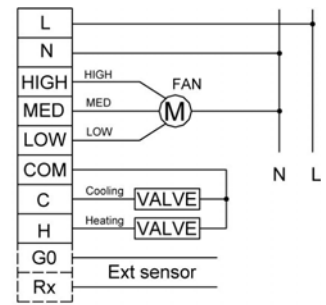 L
N
HIGH HIGH FAN
MED MED M
LOW LOW
COM N L
C Cooling VALVE
H Heating VALVE
G0
Ext sensor
Rx